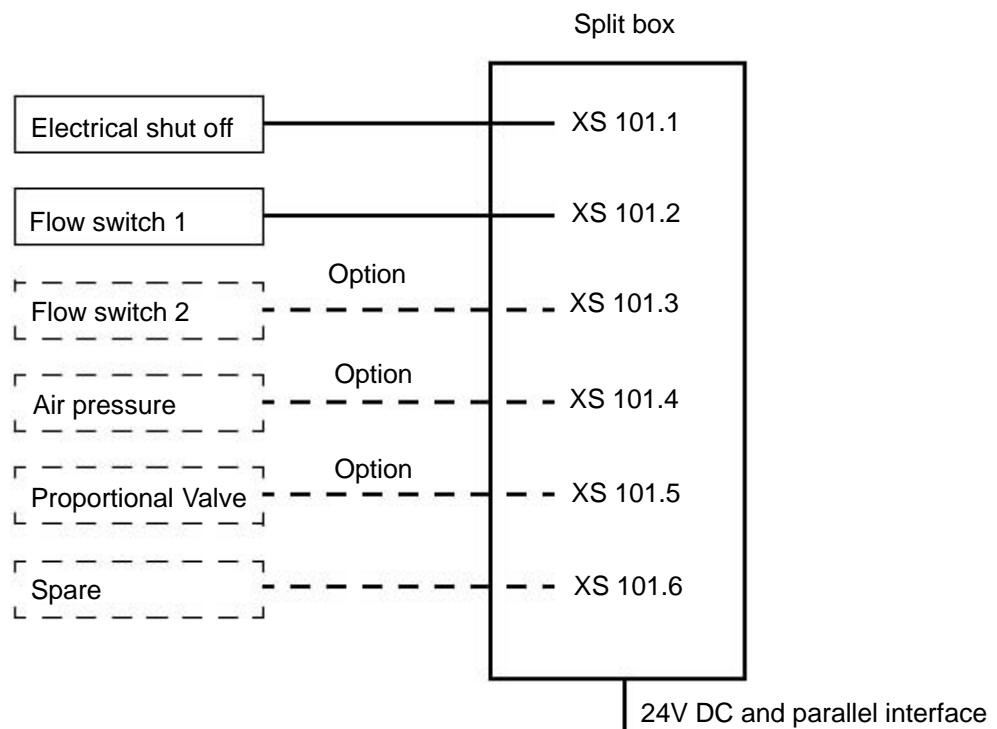 Split box
Electrical shut off
XS 101.1
Flow switch 1
XS 101.2
Option
Flow switch 2
XS 101.3
Option
Air pressure
XS 101.4
Option
Proportional Valve
XS 101.5
Spare
XS 101.6
24V DC and parallel interface